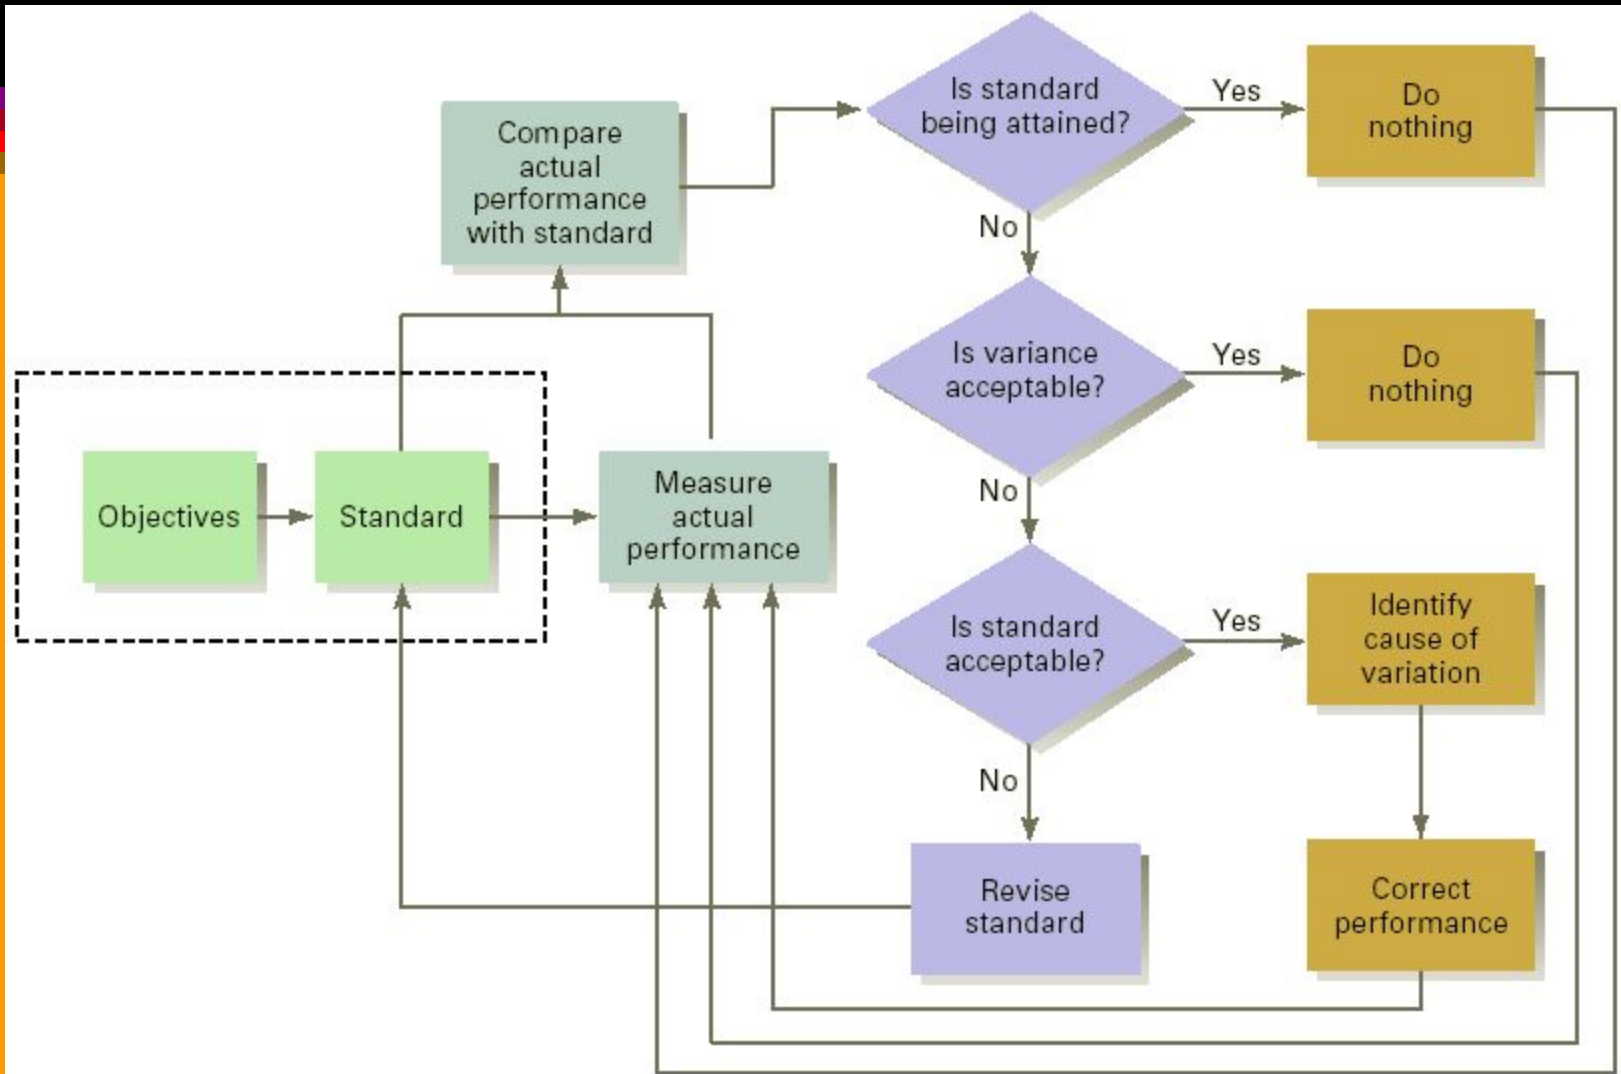 Is standard
being attained?
Yes
Do
nothing
Compare
actual
performance
with standard
No
Is variance
acceptable?
Yes
Do
nothing
Objectives
Standard
Measure
actual
performance
No
Is standard
acceptable?
Yes
Identify
cause of
variation
No
Revise
standard
Correct
performance